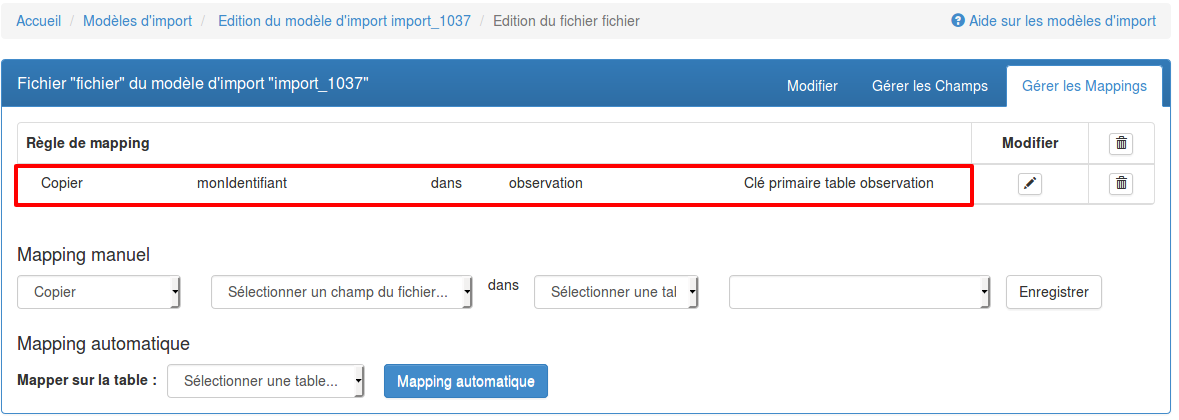 Accueil / Modèles d'import / Edition du modèle d'import import_1037 / Edition du fichier fichier Aide sur les modèles d'import
Fichier "fichier" du modèle d'import "import_1037" Modifier Gérer les Champs Gérer les Mappings
Règle de mapping Modifier
Copier monIdentifiant dans observation Clé primaire table observation
Mapping manuel
Copier Sélectionner un champ du fichier... dans Sélectionner une tal Enregistrer
Mapping automatique
Mapper sur la table : Sélectionner une table... Mapping automatique